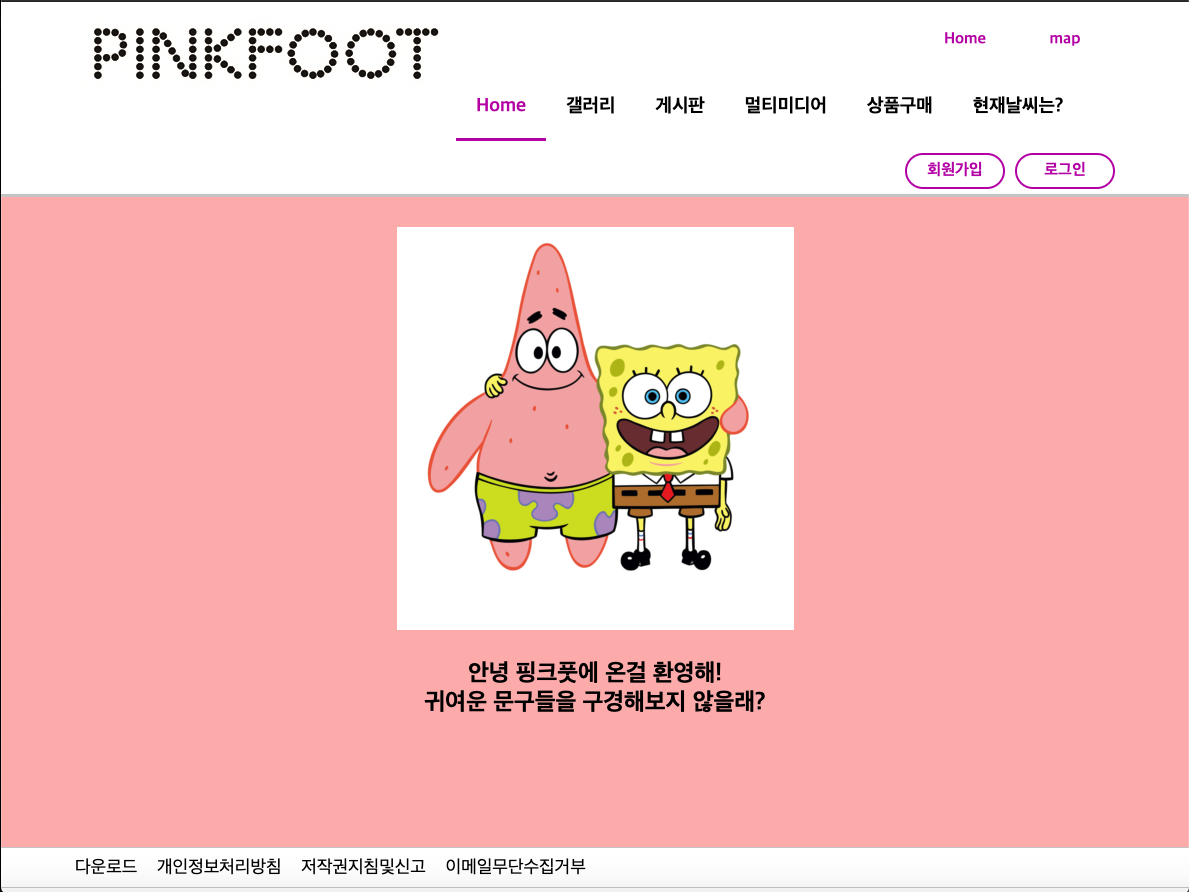 PINKFOOT
Home map
Home 갤러리 게시판 멀티미디어 상품구매 현재날씨는?
회원가입 로그인
안녕 핑크풋에 온걸 환영해!
귀여운 문구들을 구경해보지 않을래?
다운로드 개인정보처리방침 저작권지침및신고 이메일무단수집거부